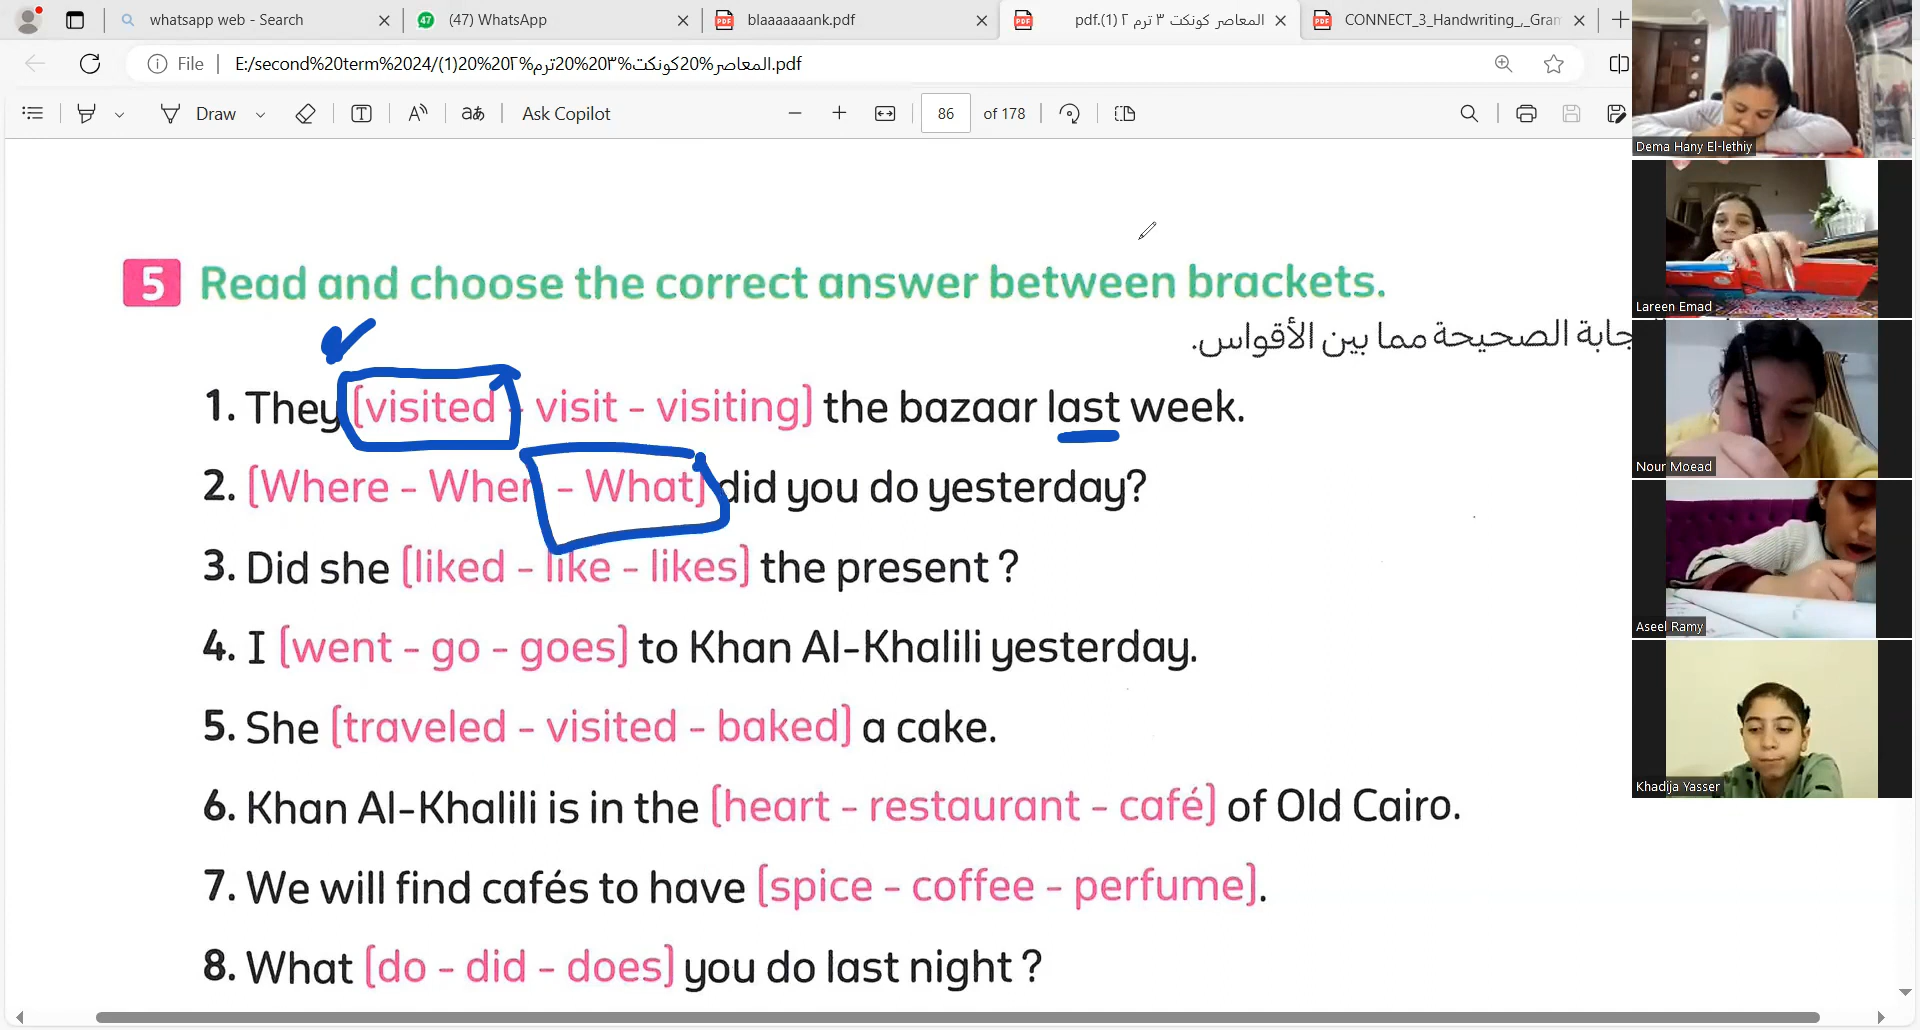 whatsapp web - Search
(47) WhatsApp
blaaaaaaank.pdf
المعاصر كونكت ٣ ترم ٢ (1).pdf
CONNECT_3_Handwriting_,_Gran
File
E:/second%20term%2024/(1)20%المعاصر%20كونكت%٣%20ترم%٢%20.pdf
Draw
Ask Copilot
86 of 178
5 Read and choose the correct answer between brackets.
جابة الصحيحة مما بين الأقواس.
1. They [visited - visit - visiting] the bazaar last week.
2. [Where - When - What] did you do yesterday?
3. Did she [liked - like - likes] the present ?
4. I [went - go - goes] to Khan Al-Khalili yesterday.
5. She [traveled - visited - baked] a cake.
6. Khan Al-Khalili is in the [heart - restaurant - café] of Old Cairo.
7. We will find cafés to have [spice - coffee - perfume].
8. What [do - did - does] you do last night ?
Dema Hany El-lethiy
Lareen Emad
Nour Moead
Aseel Ramy
Khadija Yasser